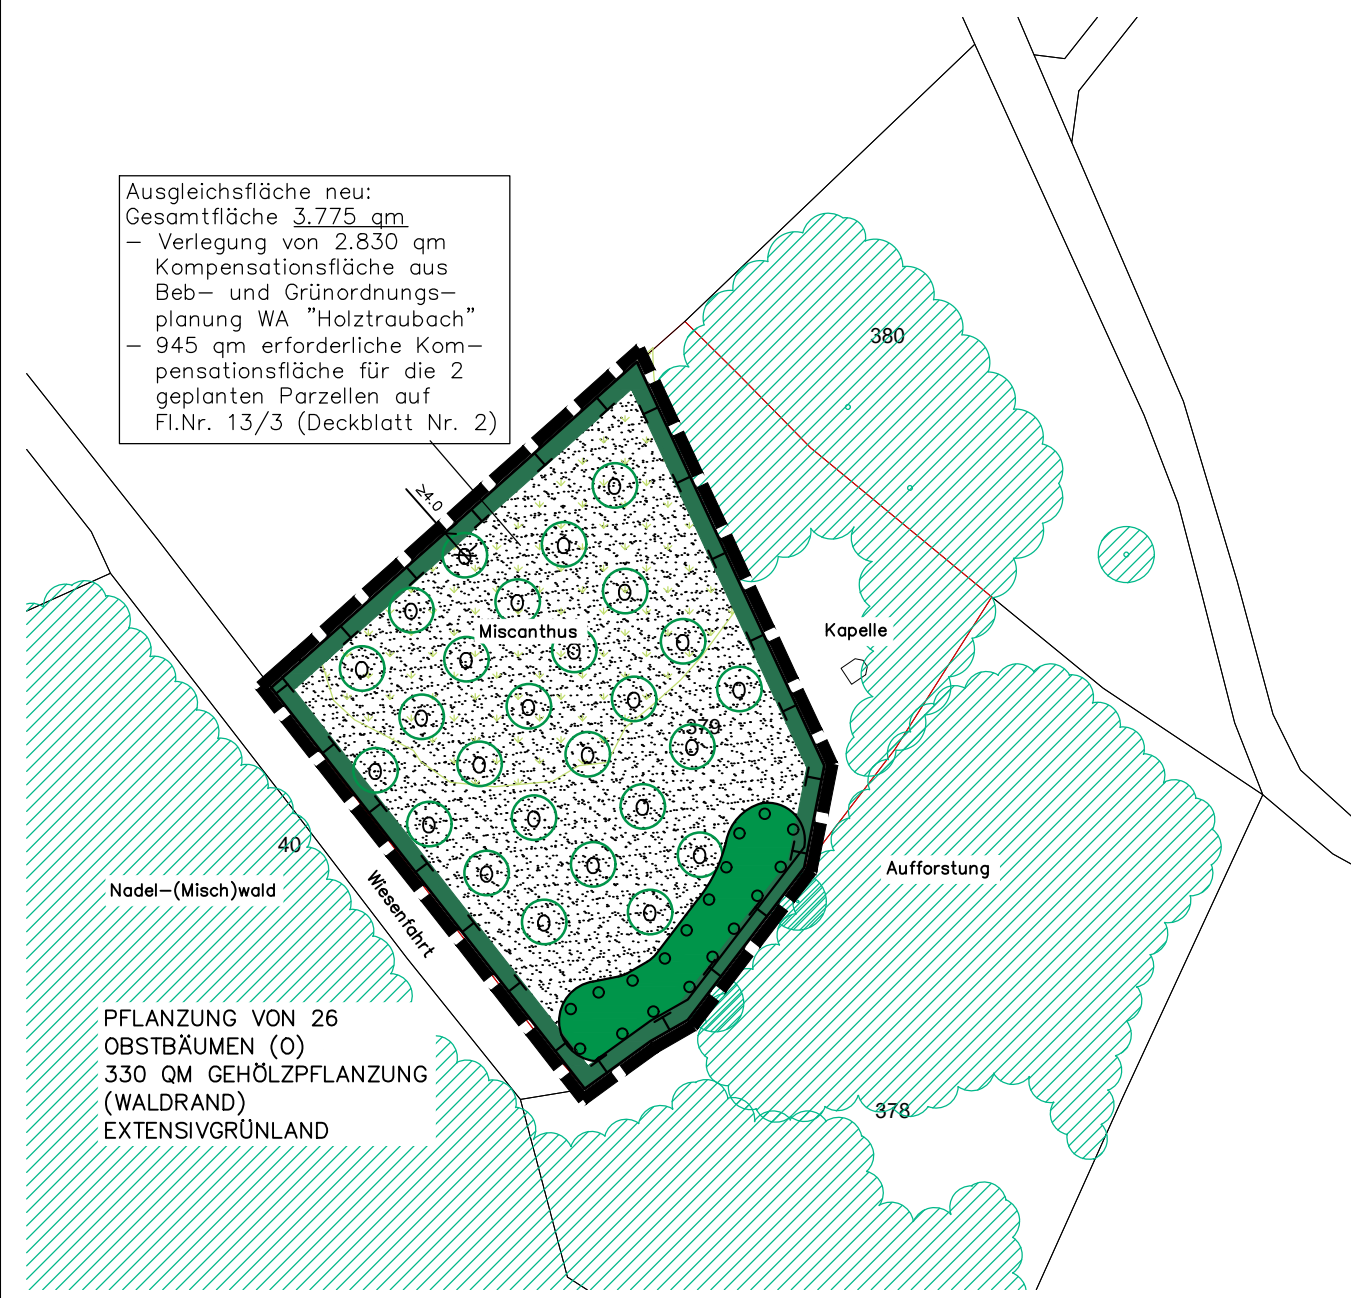 Ausgleichsfläche neu:
Gesamtfläche 3.775 qm
- Verlegung von 2.830 qm
Kompensationsfläche aus
Beb- und Grünordnungs-
planung WA "Holztraubach"
- 945 qm erforderliche Kom-
pensationsfläche für die 2
geplanten Parzellen auf
Fl.Nr. 13/3 (Deckblatt Nr. 2)
380
≥4.0
Miscanthus
Kapelle
379
40
Nadel-(Misch)wald
Wiesenfahrt
Aufforstung
PFLANZUNG VON 26
OBSTBÄUMEN (O)
330 QM GEHÖLZPFLANZUNG
(WALDRAND)
EXTENSIVGRÜNLAND
378